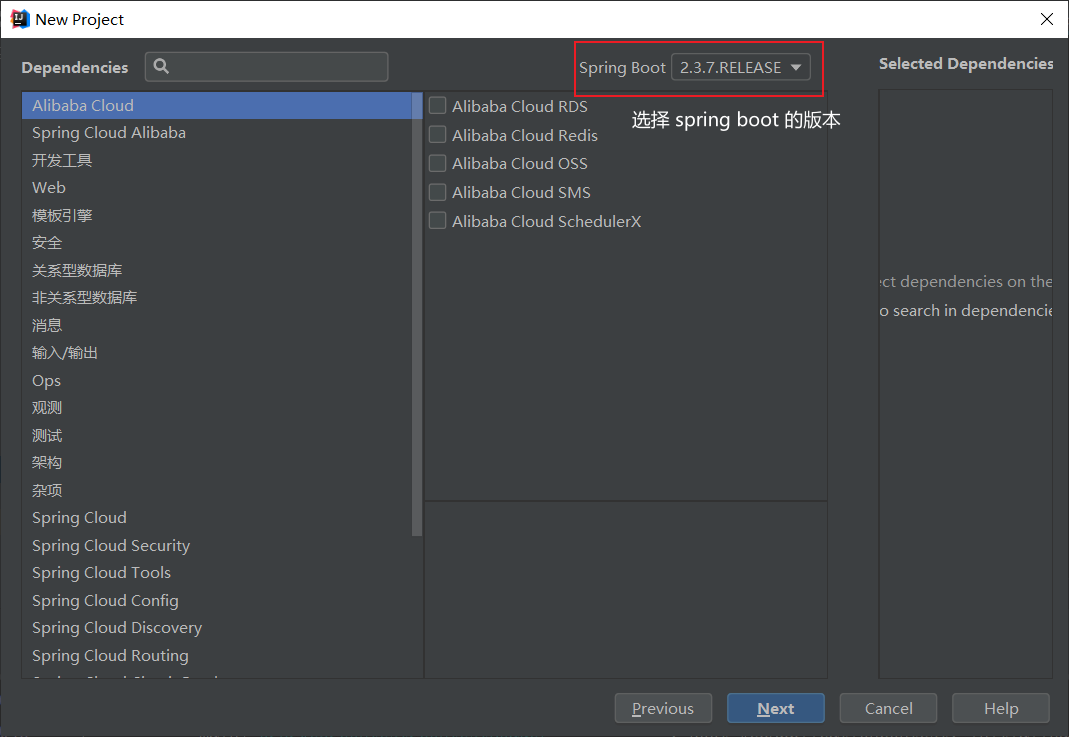 New Project
Dependencies
Spring Boot 2.3.7.RELEASE
Selected Dependencies
选择 spring boot 的版本
Alibaba Cloud
Spring Cloud Alibaba
开发工具
Web
模板引擎
安全
关系型数据库
非关系型数据库
消息
输入/输出
Ops
观测
测试
架构
杂项
Spring Cloud
Spring Cloud Security
Spring Cloud Tools
Spring Cloud Config
Spring Cloud Discovery
Spring Cloud Routing
Alibaba Cloud RDS
Alibaba Cloud Redis
Alibaba Cloud OSS
Alibaba Cloud SMS
Alibaba Cloud SchedulerX
ct dependencies on the
o search in dependencie
Previous
Next
Cancel
Help